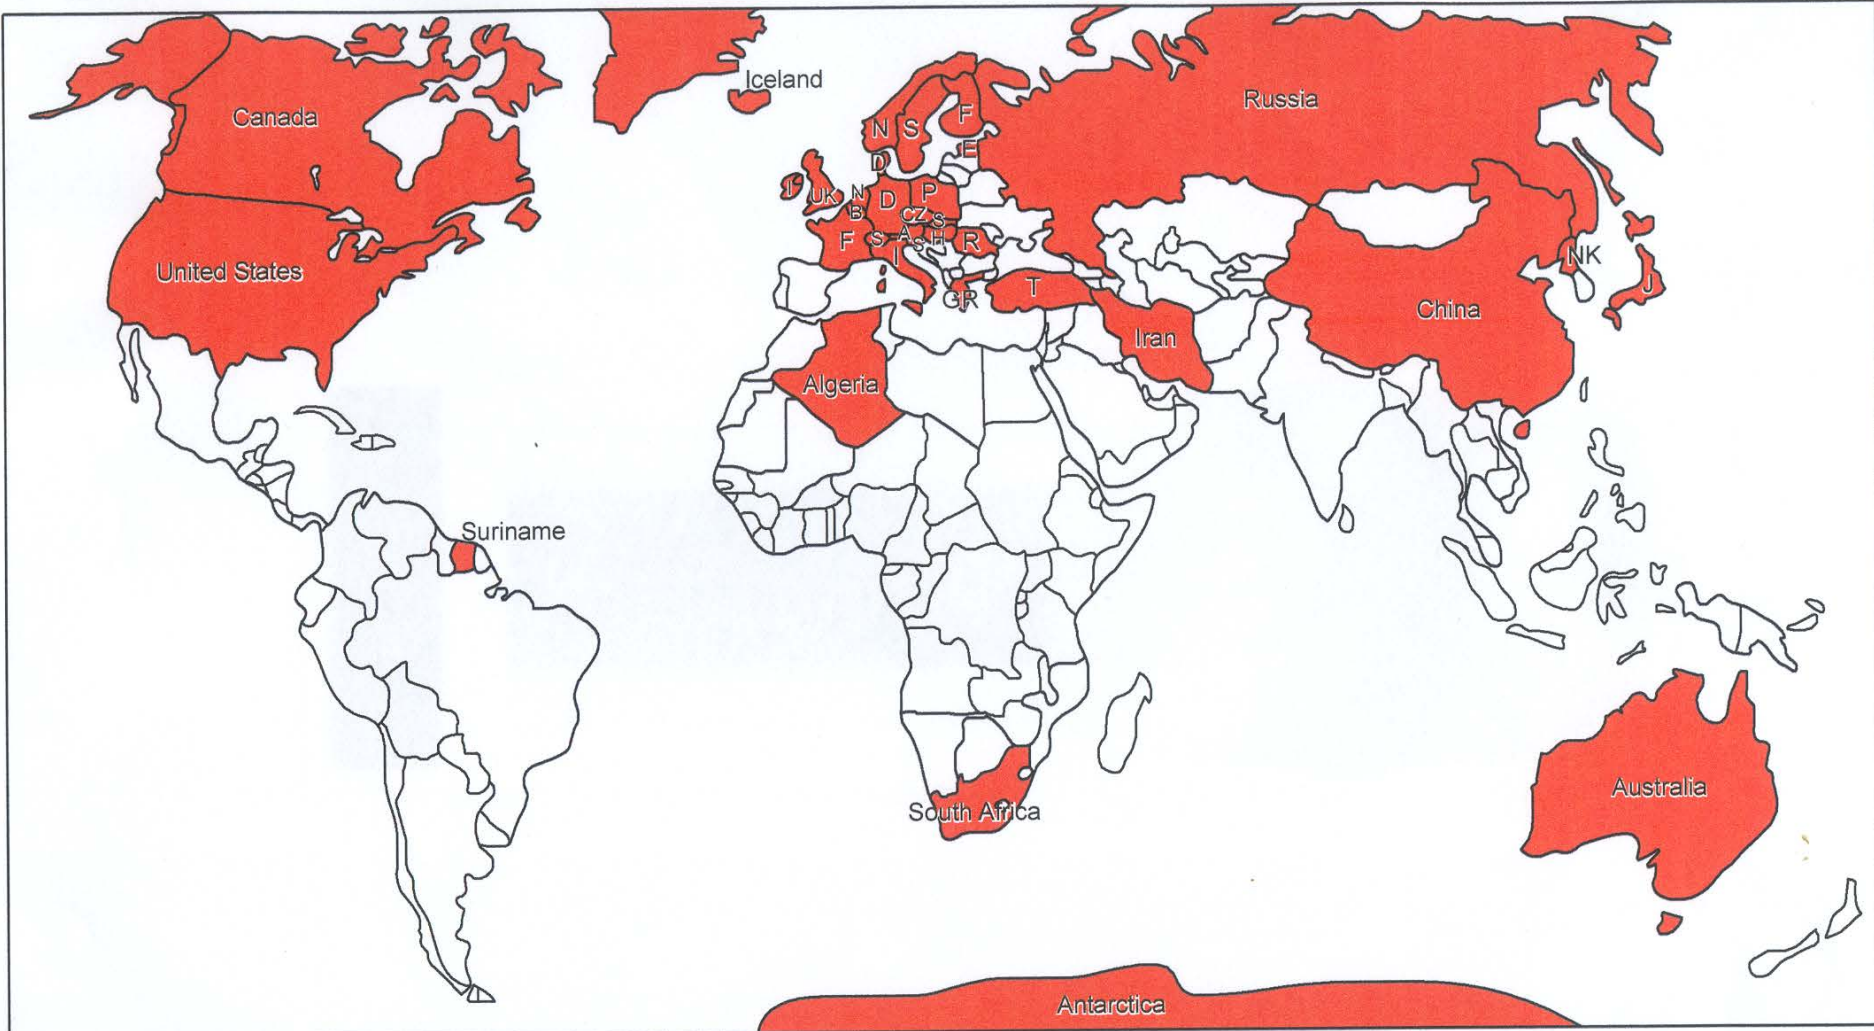 Iceland
Canada
Russia
N
S
F
E
D
I
UK
N
B
D
P
CZ
S
F
S
A
S
H
R
I
GR
T
United States
China
NK
J
Iran
Algeria
Suriname
South Africa
Australia
Antarctica